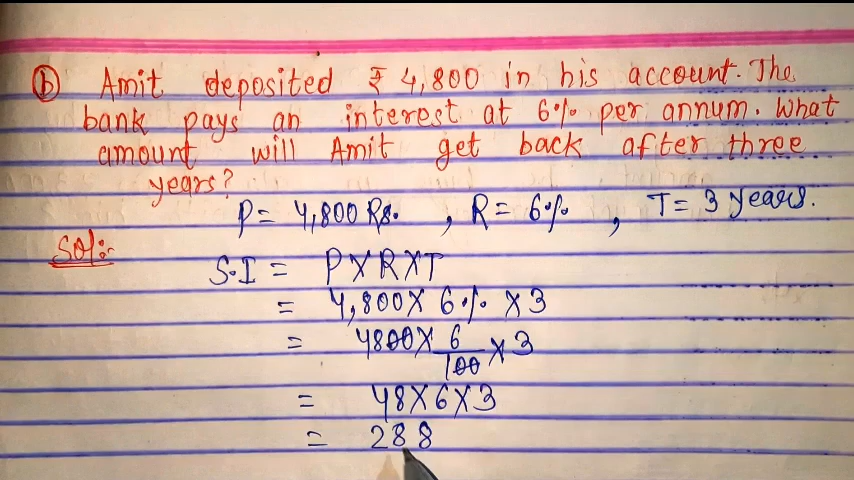 (b) Amit deposited ₹ 4,800 in his account. The
bank pays an interest at 6% per annum. What
amount will Amit get back after three
years?
P = 4,800 Rs. , R = 6% , T = 3 years.
Sol:-
S.I = P X R X T
= 4,800 X 6% X 3
= 4800 X 6/100 X 3
= 48 X 6 X 3
= 288